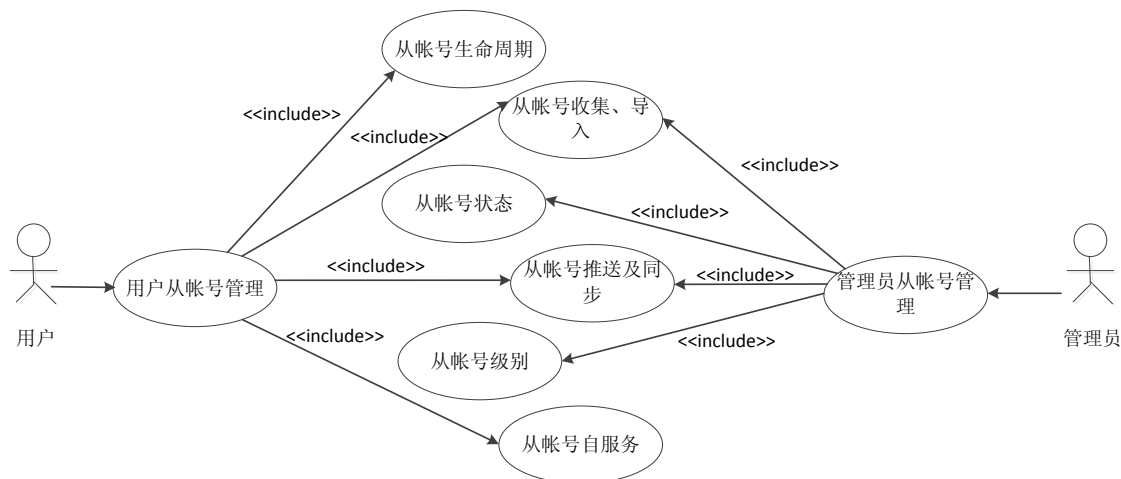 从帐号生命周期
<<include>>
从帐号收集、导
入
<<include>>
<<include>>
从帐号状态
<<include>>
用户从帐号管理
<<include>>
从帐号推送及同
步
<<include>>
管理员从帐号管
理
用户
管理员
<<include>>
<<include>>
从帐号级别
从帐号自服务